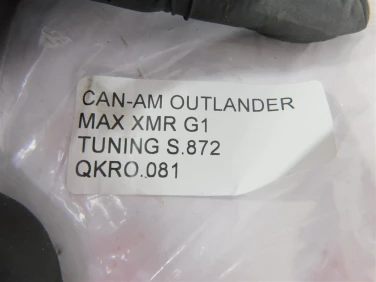 CAN-AM OUTLANDER
MAX XMR G1
TUNING S.872
QKRO.081